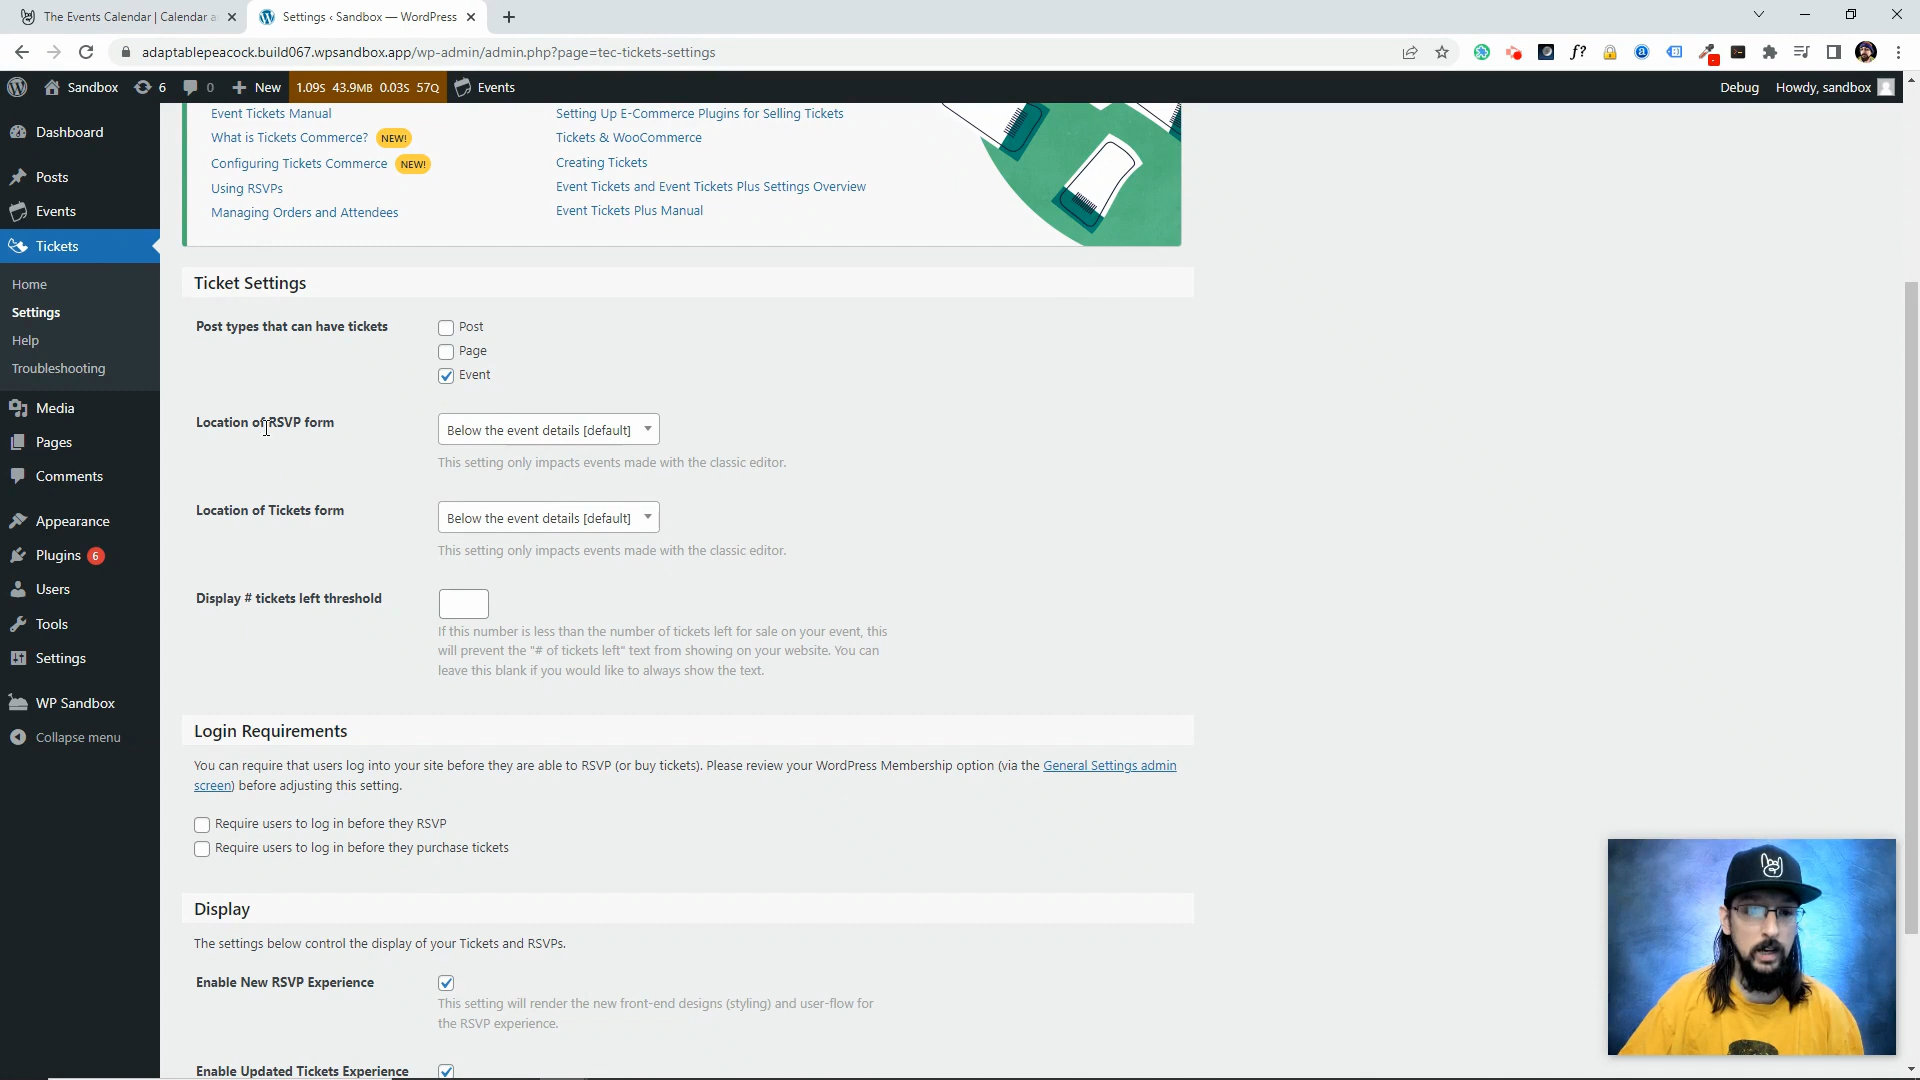 The Events Calendar | Calendar a
Settings ‹ Sandbox — WordPress
adaptablepeacock.build067.wpsandbox.app/wp-admin/admin.php?page=tec-tickets-settings
Sandbox
6
0
New
1.09S 43.9MB 0.03S 57Q
Events
Debug
Howdy, sandbox
Dashboard
Posts
Events
Tickets
Home
Settings
Help
Troubleshooting
Media
Pages
Comments
Appearance
Plugins 6
Users
Tools
Settings
WP Sandbox
Collapse menu
Event Tickets Manual
What is Tickets Commerce? NEW!
Configuring Tickets Commerce NEW!
Using RSVPs
Managing Orders and Attendees
Setting Up E-Commerce Plugins for Selling Tickets
Tickets & WooCommerce
Creating Tickets
Event Tickets and Event Tickets Plus Settings Overview
Event Tickets Plus Manual
Ticket Settings
Post types that can have tickets
Post
Page
Event
Location of RSVP form
Below the event details [default]
This setting only impacts events made with the classic editor.
Location of Tickets form
Below the event details [default]
This setting only impacts events made with the classic editor.
Display # tickets left threshold
If this number is less than the number of tickets left for sale on your event, this
will prevent the "# of tickets left" text from showing on your website. You can
leave this blank if you would like to always show the text.
Login Requirements
You can require that users log into your site before they are able to RSVP (or buy tickets). Please review your WordPress Membership option (via the General Settings admin
screen) before adjusting this setting.
Require users to log in before they RSVP
Require users to log in before they purchase tickets
Display
The settings below control the display of your Tickets and RSVPs.
Enable New RSVP Experience
This setting will render the new front-end designs (styling) and user-flow for
the RSVP experience.
Enable Updated Tickets Experience